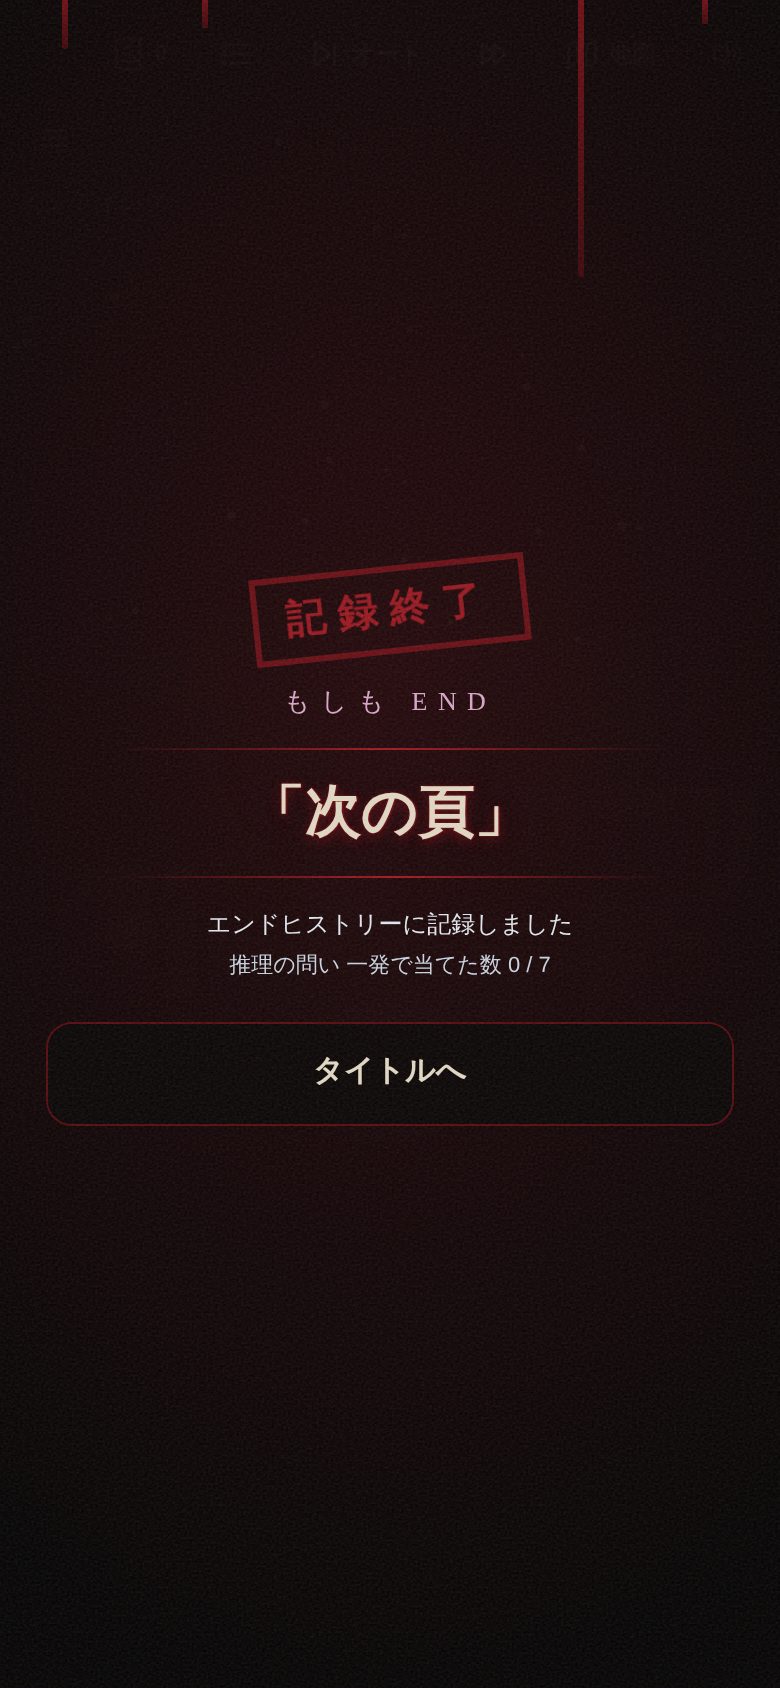 記録終了
もしも END
「次の頁」
エンドヒストリーに記録しました
推理の問い 一発で当てた数 0 / 7
タイトルへ